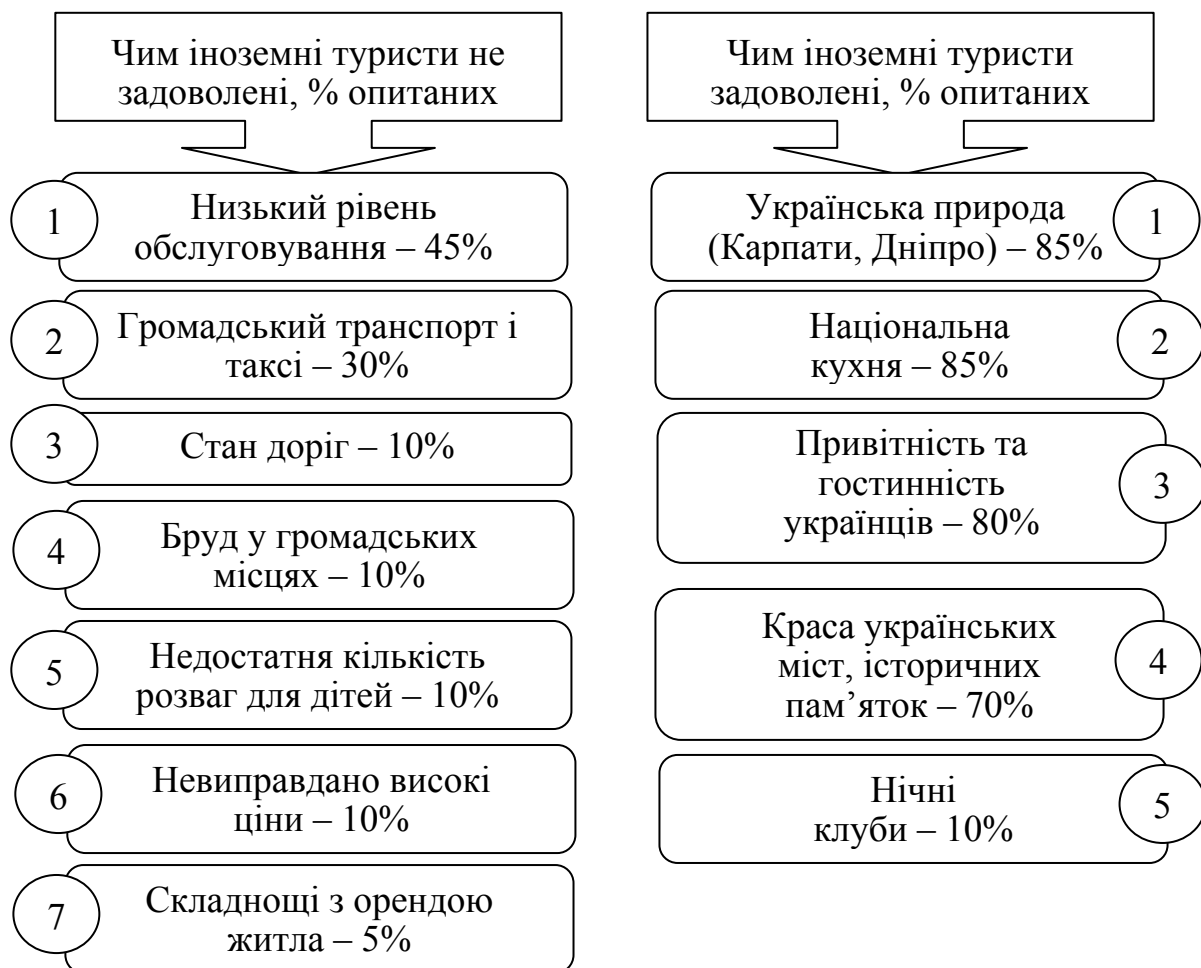 Чим іноземні туристи не
задоволені, % опитаних
1
Низький рівень
обслуговування – 45%
2
Громадський транспорт і
таксі – 30%
3
Стан доріг – 10%
4
Бруд у громадських
місцях – 10%
5
Недостатня кількість
розваг для дітей – 10%
6
Невиправдано високі
ціни – 10%
7
Складнощі з орендою
житла – 5%
Чим іноземні туристи
задоволені, % опитаних
Українська природа
(Карпати, Дніпро) – 85%
1
Національна
кухня – 85%
2
Привітність та
гостинність
українців – 80%
3
Краса українських
міст, історичних
пам’яток – 70%
4
Нічні
клуби – 10%
5